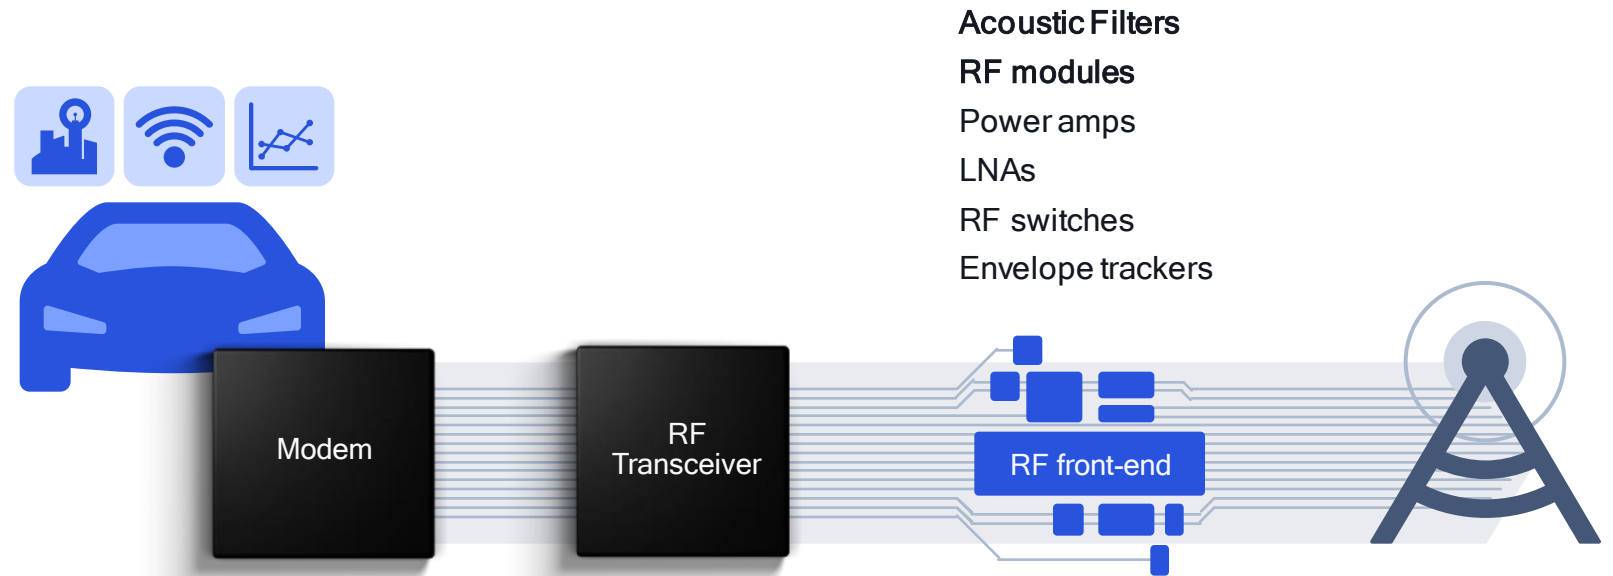 Acoustic Filters
RF modules
Power amps
LNAs
RF switches
Envelope trackers
Modem
RF
Transceiver
RF front-end